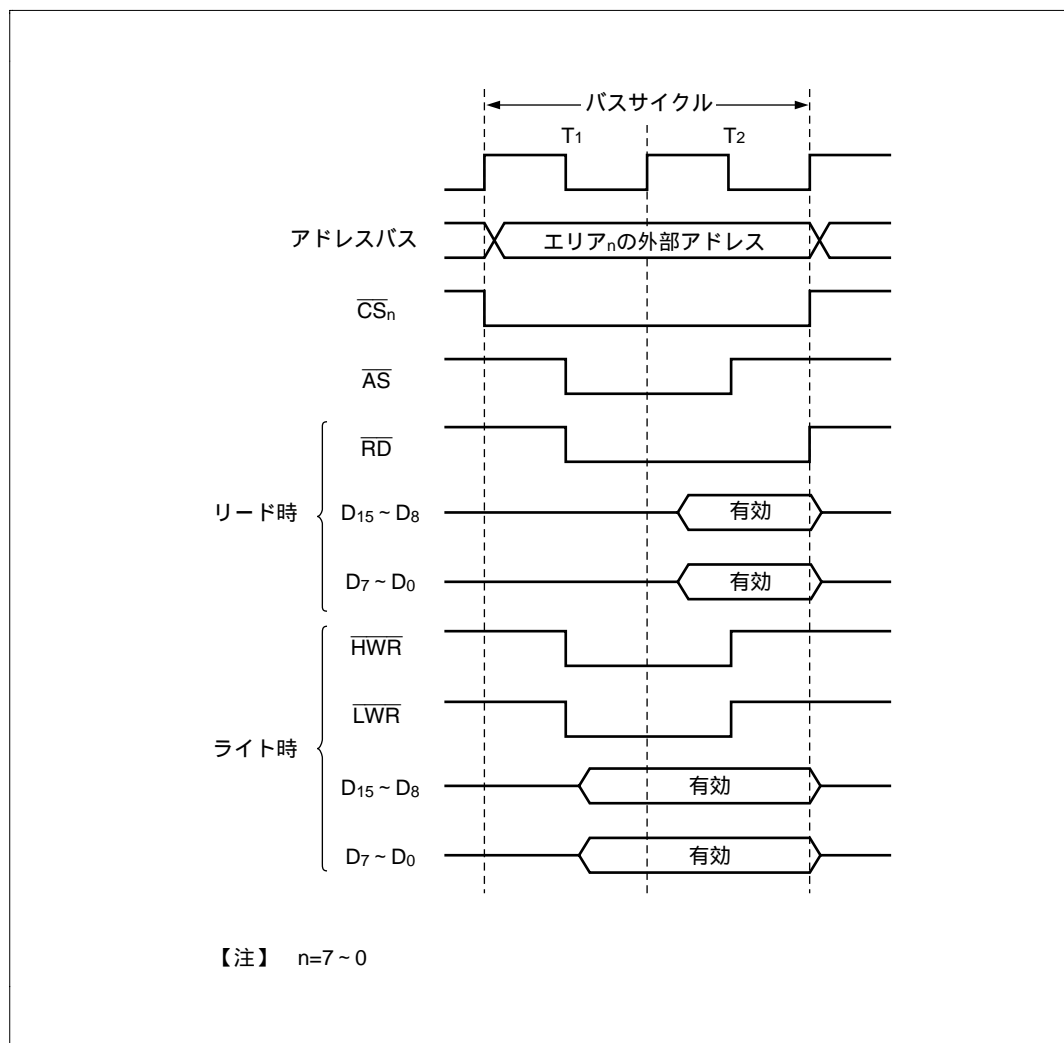 バスサイクル
T1 T2
アドレスバス エリアnの外部アドレス
CSn
AS
リード時
RD
D15~D8 有効
D7~D0 有効
ライト時
HWR
LWR
D15~D8 有効
D7~D0 有効
【注】 n=7~0